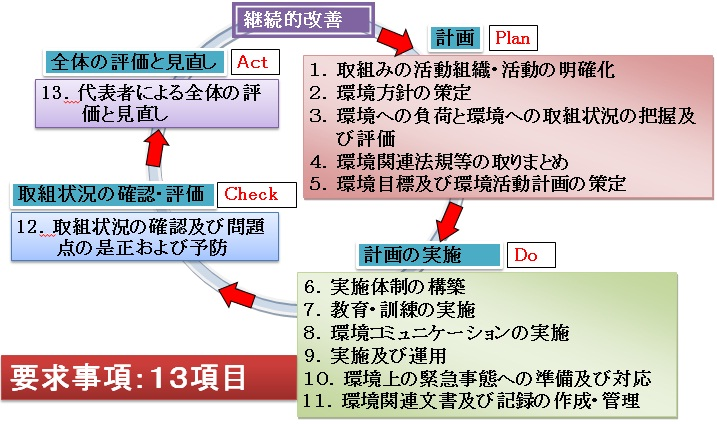 継続的改善
計画 Plan
1. 取組みの活動組織・活動の明確化
2. 環境方針の策定
3. 環境への負荷と環境への取組状況の把握及
び評価
4. 環境関連法規等の取りまとめ
5. 環境目標及び環境活動計画の策定
計画の実施 Do
6. 実施体制の構築
7. 教育・訓練の実施
8. 環境コミュニケーションの実施
9. 実施及び運用
10. 環境上の緊急事態への準備及び対応
11. 環境関連文書及び記録の作成・管理
取組状況の確認・評価 Check
12. 取組状況の確認及び問題
点の是正および予防
全体の評価と見直し Act
13. 代表者による全体の評
価と見直し
要求事項：13項目